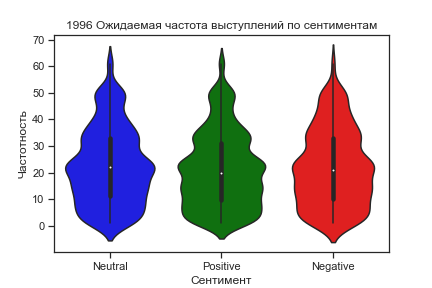 1996 Ожидаемая частота выступлений по сентиментам
Частотность
70
60
50
40
30
20
10
0
Neutral
Positive
Negative
Сентимент